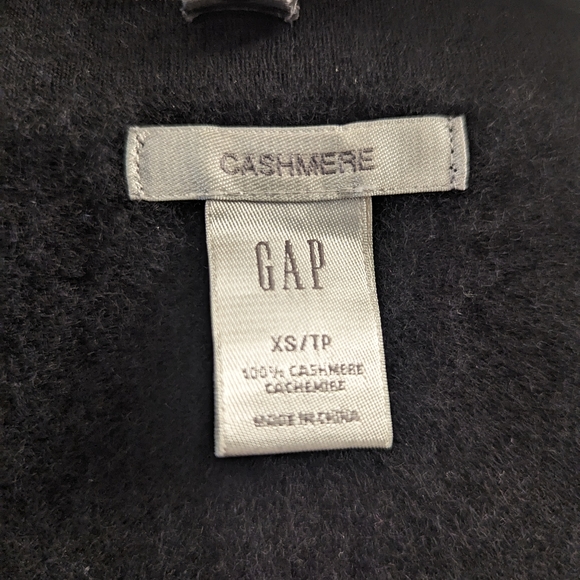 CASHMERE
GAP
XS/TP
100% CASHMERE
CACHEMIRE
MADE IN CHINA